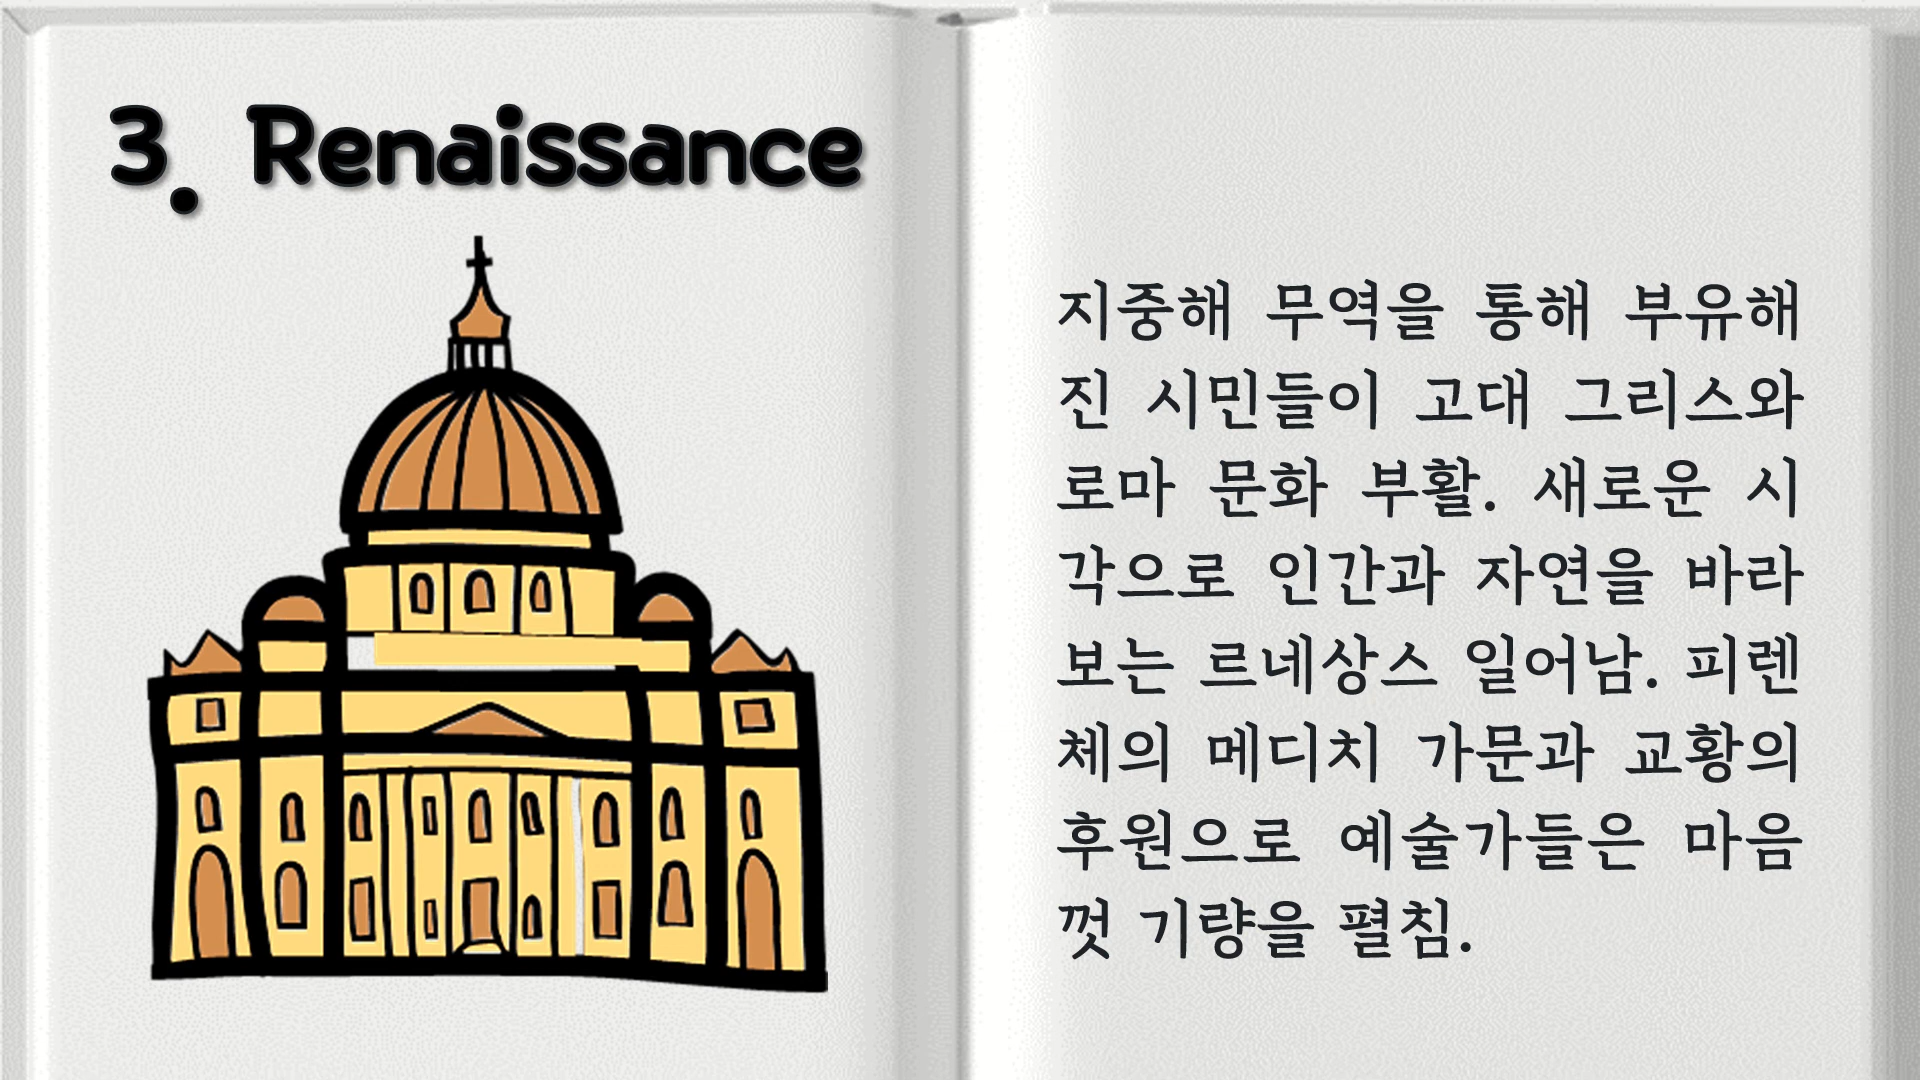 3. Renaissance
지중해 무역을 통해 부유해
진 시민들이 고대 그리스와
로마 문화 부활. 새로운 시
각으로 인간과 자연을 바라
보는 르네상스 일어남. 피렌
체의 메디치 가문과 교황의
후원으로 예술가들은 마음
껏 기량을 펼침.